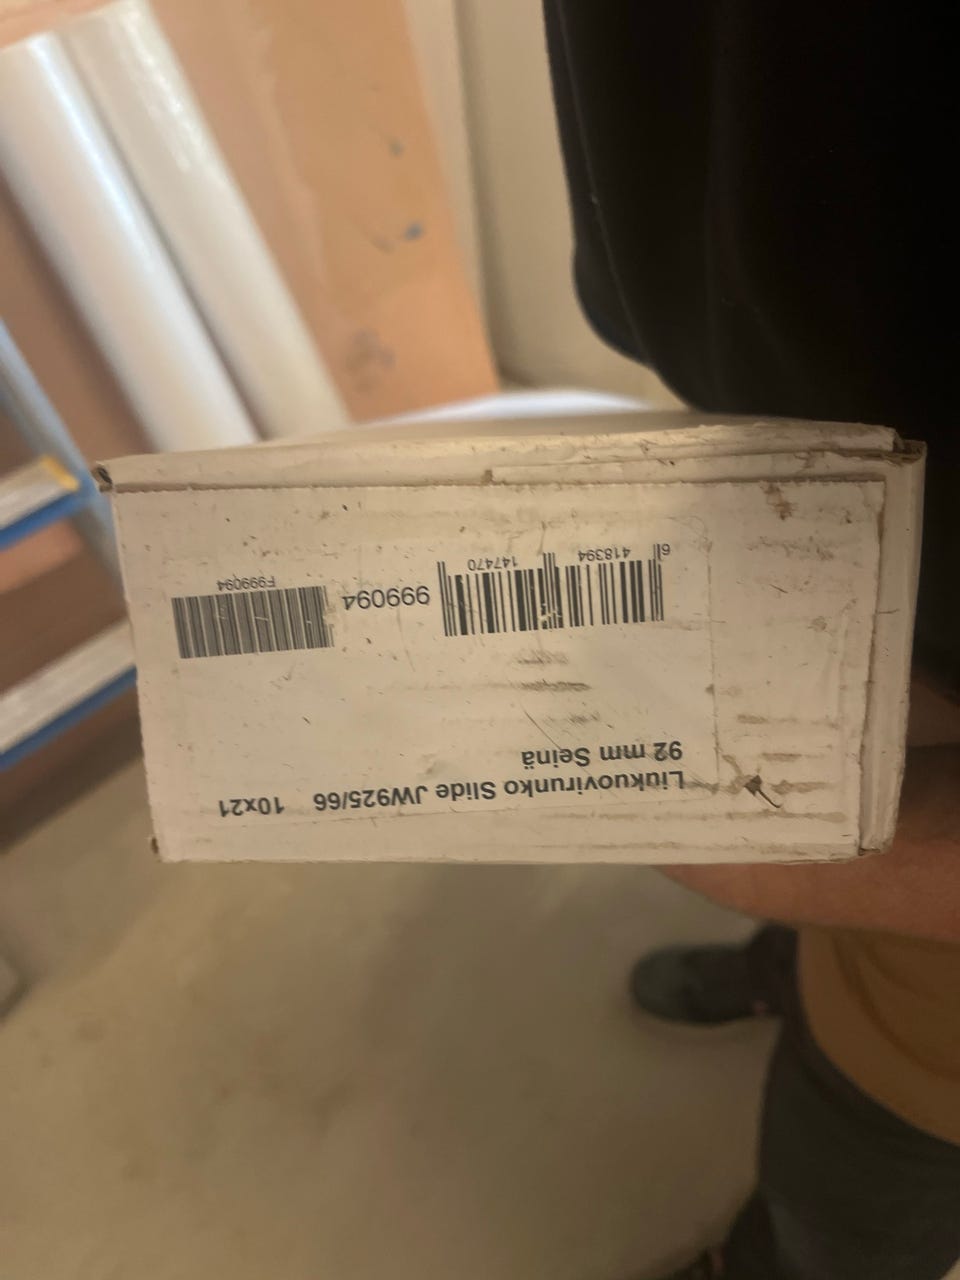 Liukuovirunko Slide JW925/66 10x21
92 mm Seinä
6 418394 147470
999094
F999094